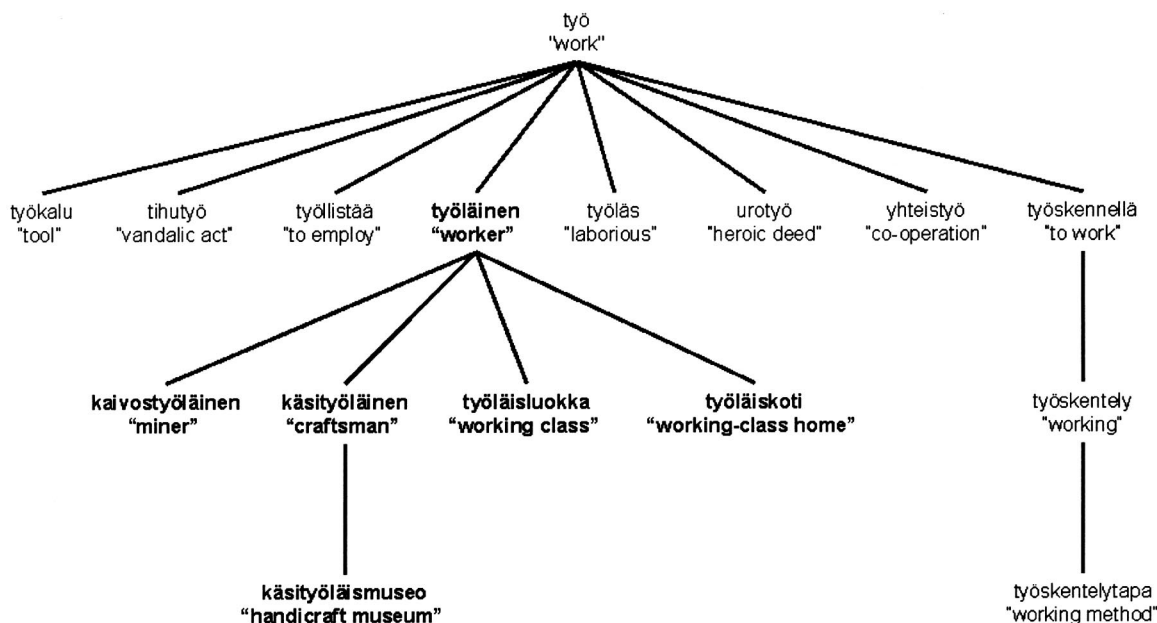 työ
"work"
työkalu
"tool"
tihutyö
"vandalic act"
työllistää
"to employ"
työläinen
“worker”
työläs
"laborious"
urotyö
"heroic deed"
yhteistyö
"co-operation"
työskennellä
"to work"
kaivostyöläinen
“miner”
käsityöläinen
“craftsman”
työläisluokka
“working class”
työläiskoti
“working-class home”
työskentely
"working"
käsityöläismuseo
“handicraft museum”
työskentelytapa
"working method"